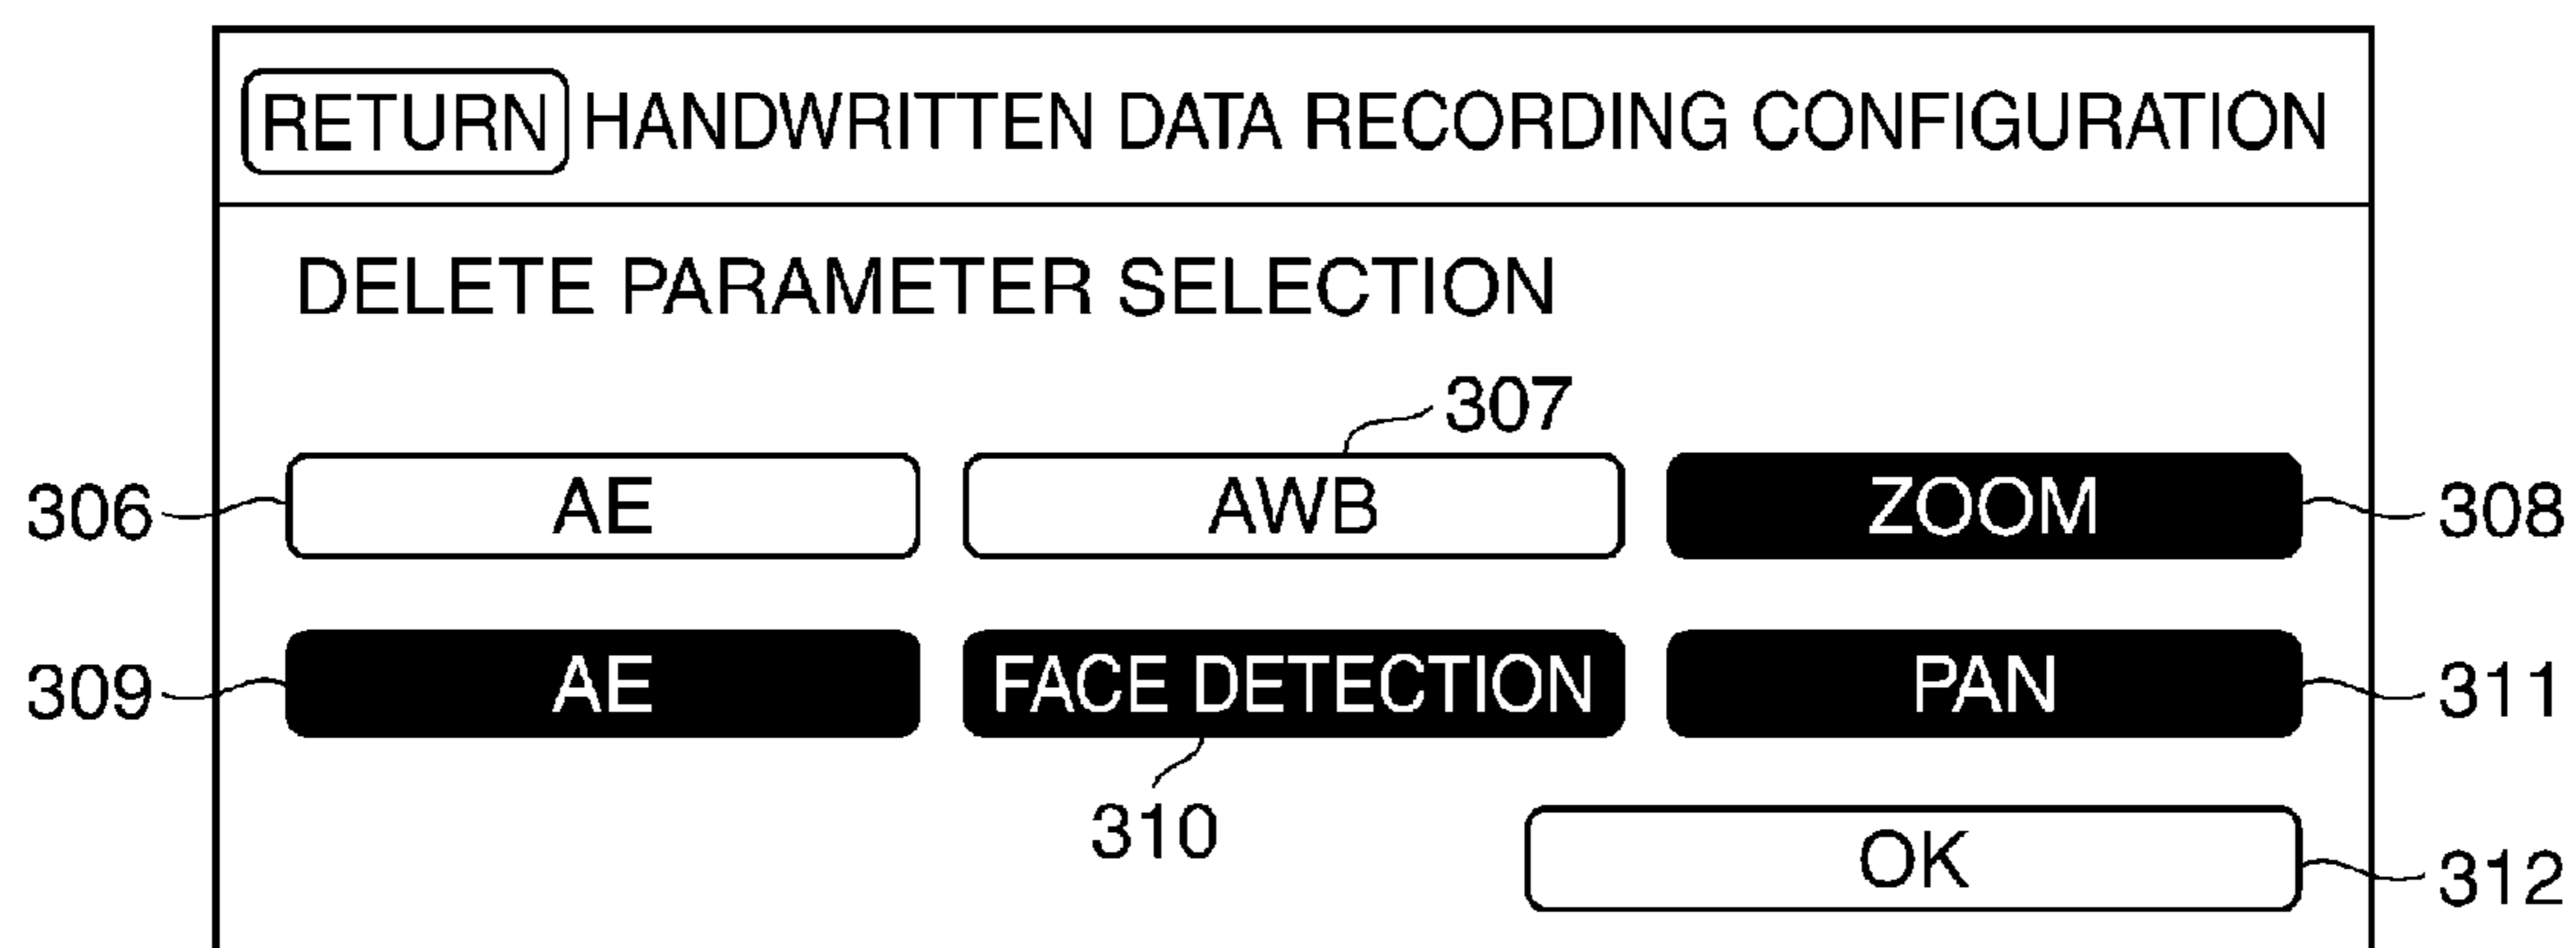 RETURN HANDWRITTEN DATA RECORDING CONFIGURATION
DELETE PARAMETER SELECTION
307
306 AE AWB ZOOM 308
309 AE FACE DETECTION PAN 311
310
OK 312